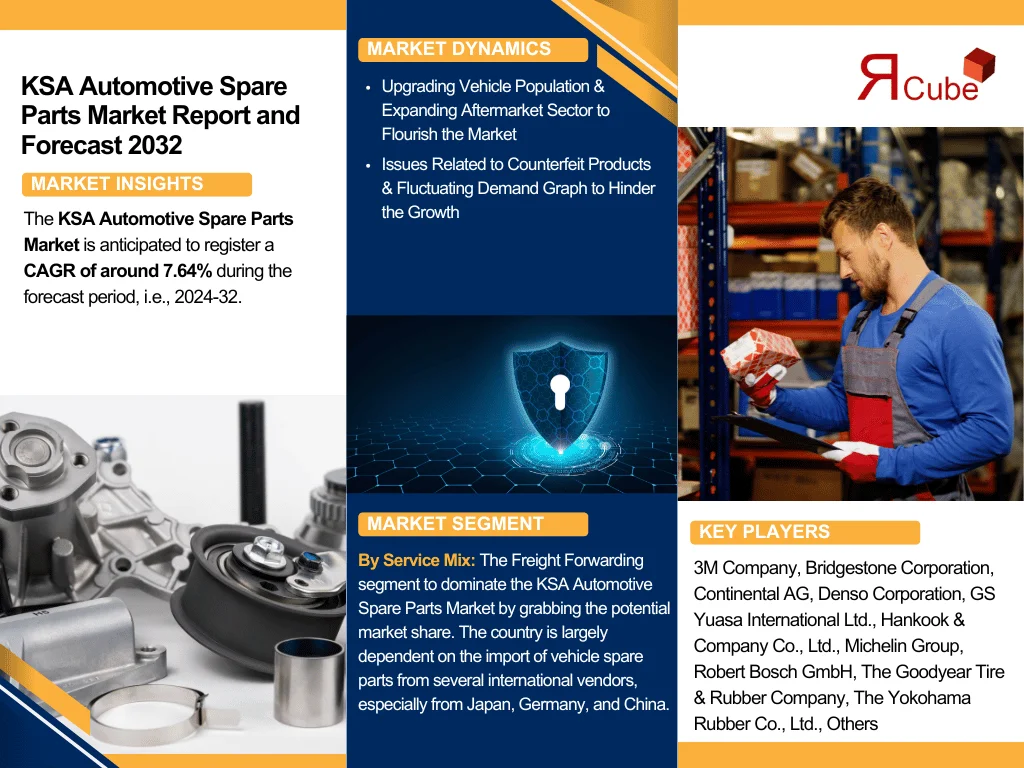 KSA Automotive Spare
Parts Market Report and
Forecast 2032
MARKET INSIGHTS
The KSA Automotive Spare Parts
Market is anticipated to register a
CAGR of around 7.64% during the
forecast period, i.e., 2024-32.
MARKET DYNAMICS
• Upgrading Vehicle Population &
Expanding Aftermarket Sector to
Flourish the Market
• Issues Related to Counterfeit Products
& Fluctuating Demand Graph to Hinder
the Growth
MARKET SEGMENT
By Service Mix: The Freight Forwarding
segment to dominate the KSA Automotive
Spare Parts Market by grabbing the potential
market share. The country is largely
dependent on the import of vehicle spare
parts from several international vendors,
especially from Japan, Germany, and China.
ЯCube
KEY PLAYERS
3M Company, Bridgestone Corporation,
Continental AG, Denso Corporation, GS
Yuasa International Ltd., Hankook &
Company Co., Ltd., Michelin Group,
Robert Bosch GmbH, The Goodyear Tire
& Rubber Company, The Yokohama
Rubber Co., Ltd., Others